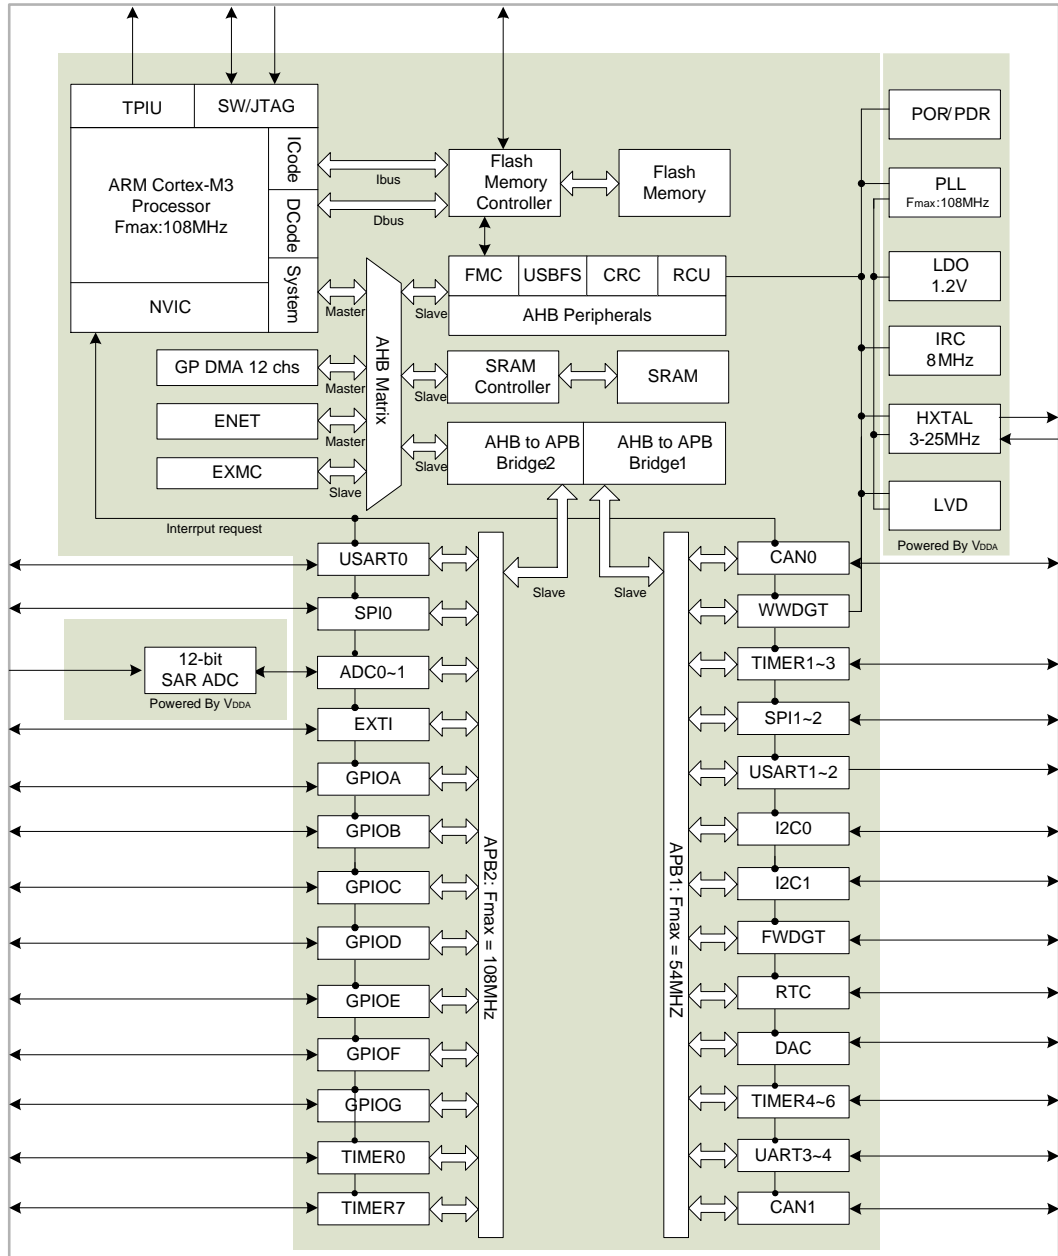 TPIU
SW/JTAG
ICode
DCode
System
ARM Cortex-M3
Processor
Fmax:108MHz
NVIC
Ibus
Dbus
Flash
Memory
Controller
Flash
Memory
FMC
USBFS
CRC
RCU
AHB Peripherals
Master
Slave
AHB Matrix
GP DMA 12 chs
Master
Slave
SRAM
Controller
SRAM
ENET
Master
Slave
EXMC
Slave
AHB to APB
Bridge2
AHB to APB
Bridge1
POR/PDR
PLL
Fmax:108MHz
LDO
1.2V
IRC
8MHz
HXTAL
3-25MHz
LVD
Powered By VDDA
Interrput request
Slave
Slave
USART0
SPI0
12-bit
SAR ADC
Powered By VDDA
ADC0~1
EXTI
GPIOA
GPIOB
GPIOC
GPIOD
GPIOE
GPIOF
GPIOG
TIMER0
TIMER7
APB2: Fmax = 108MHz
APB1: Fmax = 54MHZ
CAN0
WWDGT
TIMER1~3
SPI1~2
USART1~2
I2C0
I2C1
FWDGT
RTC
DAC
TIMER4~6
UART3~4
CAN1